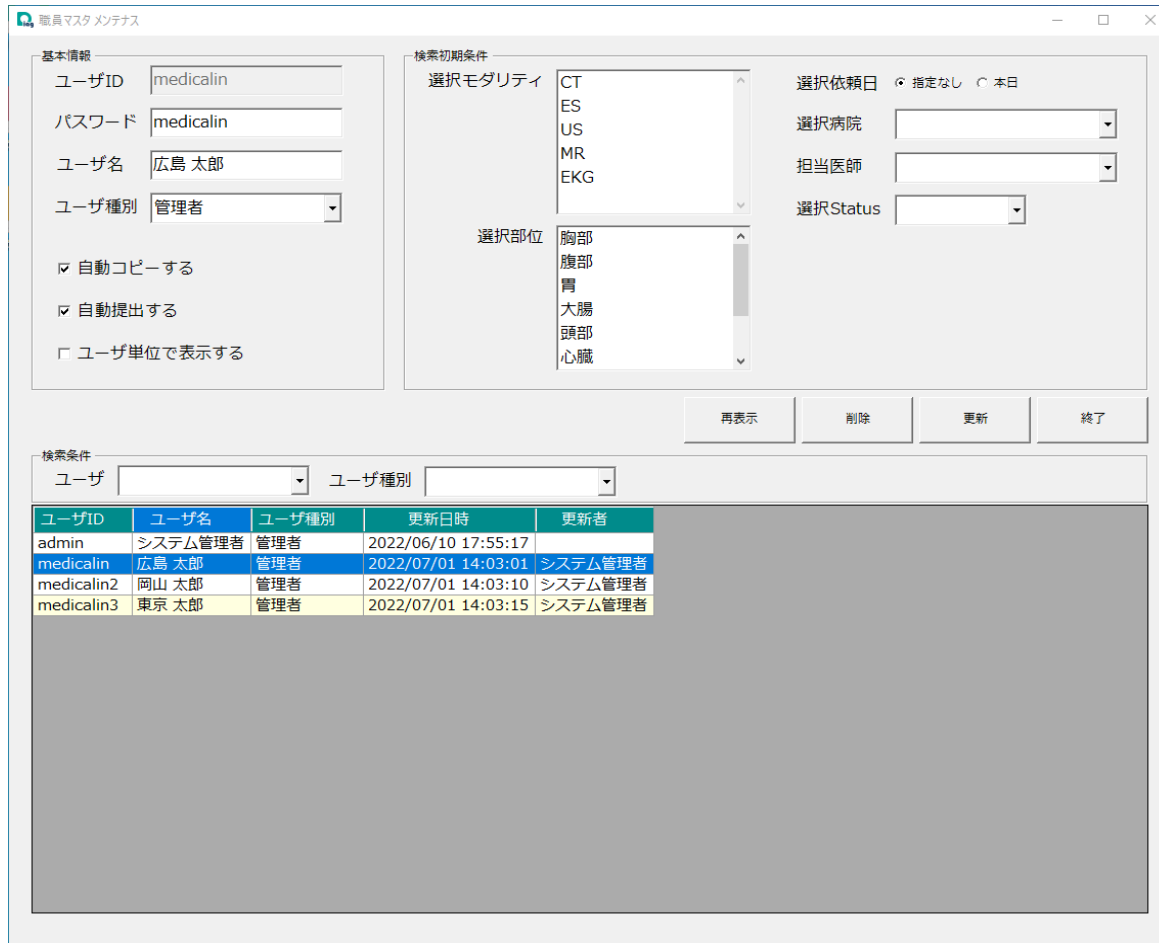 職員マスタ メンテナス
基本情報
ユーザID medicalin
パスワード medicalin
ユーザ名 広島 太郎
ユーザ種別 管理者
自動コピーする
自動提出する
ユーザ単位で表示する
検索初期条件
選択モダリティ
CT
ES
US
MR
EKG
選択部位
胸部
腹部
胃
大腸
頭部
心臓
選択依頼日 指定なし 本日
選択病院
担当医師
選択Status
再表示 削除 更新 終了
検索条件
ユーザ ユーザ種別
ユーザID ユーザ名 ユーザ種別 更新日時 更新者
admin システム管理者 管理者 2022/06/10 17:55:17
medicalin 広島 太郎 管理者 2022/07/01 14:03:01 システム管理者
medicalin2 岡山 太郎 管理者 2022/07/01 14:03:10 システム管理者
medicalin3 東京 太郎 管理者 2022/07/01 14:03:15 システム管理者